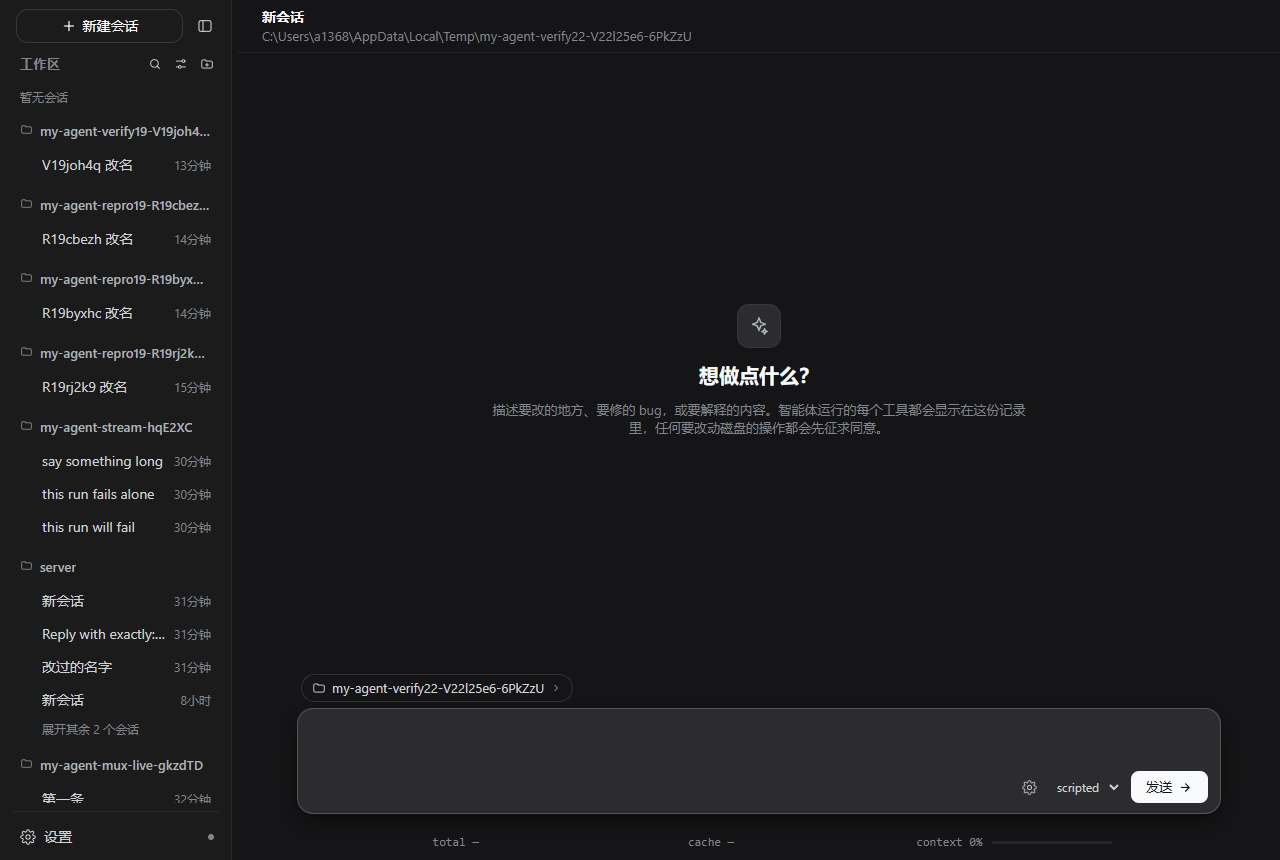 新建会话
工作区
暂无会话
my-agent-verify19-V19joh4...
V19joh4q 改名 13分钟
my-agent-repro19-R19cbez...
R19cbezh 改名 14分钟
my-agent-repro19-R19byx...
R19byxhc 改名 14分钟
my-agent-repro19-R19rj2k...
R19rj2k9 改名 15分钟
my-agent-stream-hqE2XC
say something long 30分钟
this run fails alone 30分钟
this run will fail 30分钟
server
新会话 31分钟
Reply with exactly:... 31分钟
改过的名字 31分钟
新会话 8小时
展开其余 2 个会话
my-agent-mux-live-gkzdTD
第一条 32分钟
设置
新会话
C:\Users\a1368\AppData\Local\Temp\my-agent-verify22-V22l25e6-6PkZzU
想做点什么?
描述要改的地方、要修的 bug，或要解释的内容。智能体运行的每个工具都会显示在这份记录
里，任何要改动磁盘的操作都会先征求同意。
my-agent-verify22-V22l25e6-6PkZzU
scripted 发送
total — cache — context 0%